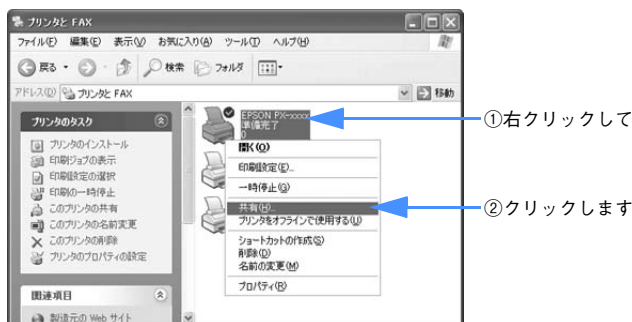 プリンタと FAX
ファイル(F) 編集(E) 表示(V) お気に入り(A) ツール(T) ヘルプ(H)
戻る 検索 フォルダ
アドレス(D) プリンタと FAX 移動
プリンタのタスク
プリンタのインストール
印刷ジョブの表示
印刷設定の選択
印刷の一時停止
このプリンタの共有
このプリンタの名前変更
このプリンタの削除
プリンタのプロパティの設定
関連項目
製造元の Web サイト
EPSON PX-xxxx
準備完了
0
開く(O)
印刷設定(E)...
一時停止(G)
共有(H)...
プリンタをオフラインで使用する(U)
ショートカットの作成(S)
削除(D)
名前の変更(M)
プロパティ(R)
①右クリックして
②クリックします